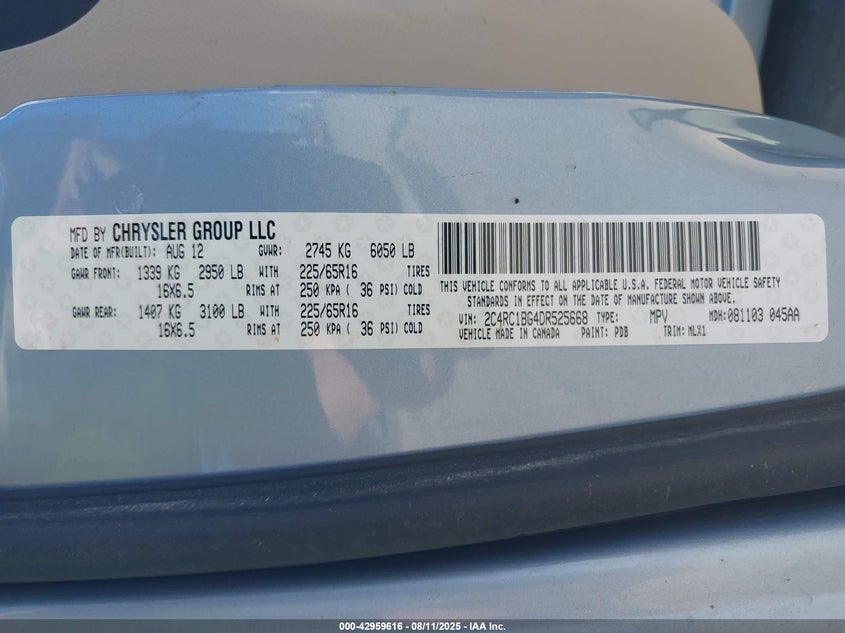 MFD BY CHRYSLER GROUP LLC
DATE OF MFR(BUILT): AUG 12 GVWR: 2745 KG 6050 LB
GAWR FRONT: 1339 KG 2950 LB WITH 225/65R16 TIRES
16X6.5 RIMS AT 250 KPA ( 36 PSI) COLD
GAWR REAR: 1407 KG 3100 LB WITH 225/65R16 TIRES
16X6.5 RIMS AT 250 KPA ( 36 PSI) COLD
THIS VEHICLE CONFORMS TO ALL APPLICABLE U.S.A. FEDERAL MOTOR VEHICLE SAFETY
STANDARDS IN EFFECT ON THE DATE OF MANUFACTURE SHOWN ABOVE.
VIN: 2C4RC1BG4DR525668 TYPE: MPV MDH: 081103 045AA
VEHICLE MADE IN CANADA PAINT: PDB TRIM: MLX1
000-42959616 - 08/11/2025 - IAA Inc.